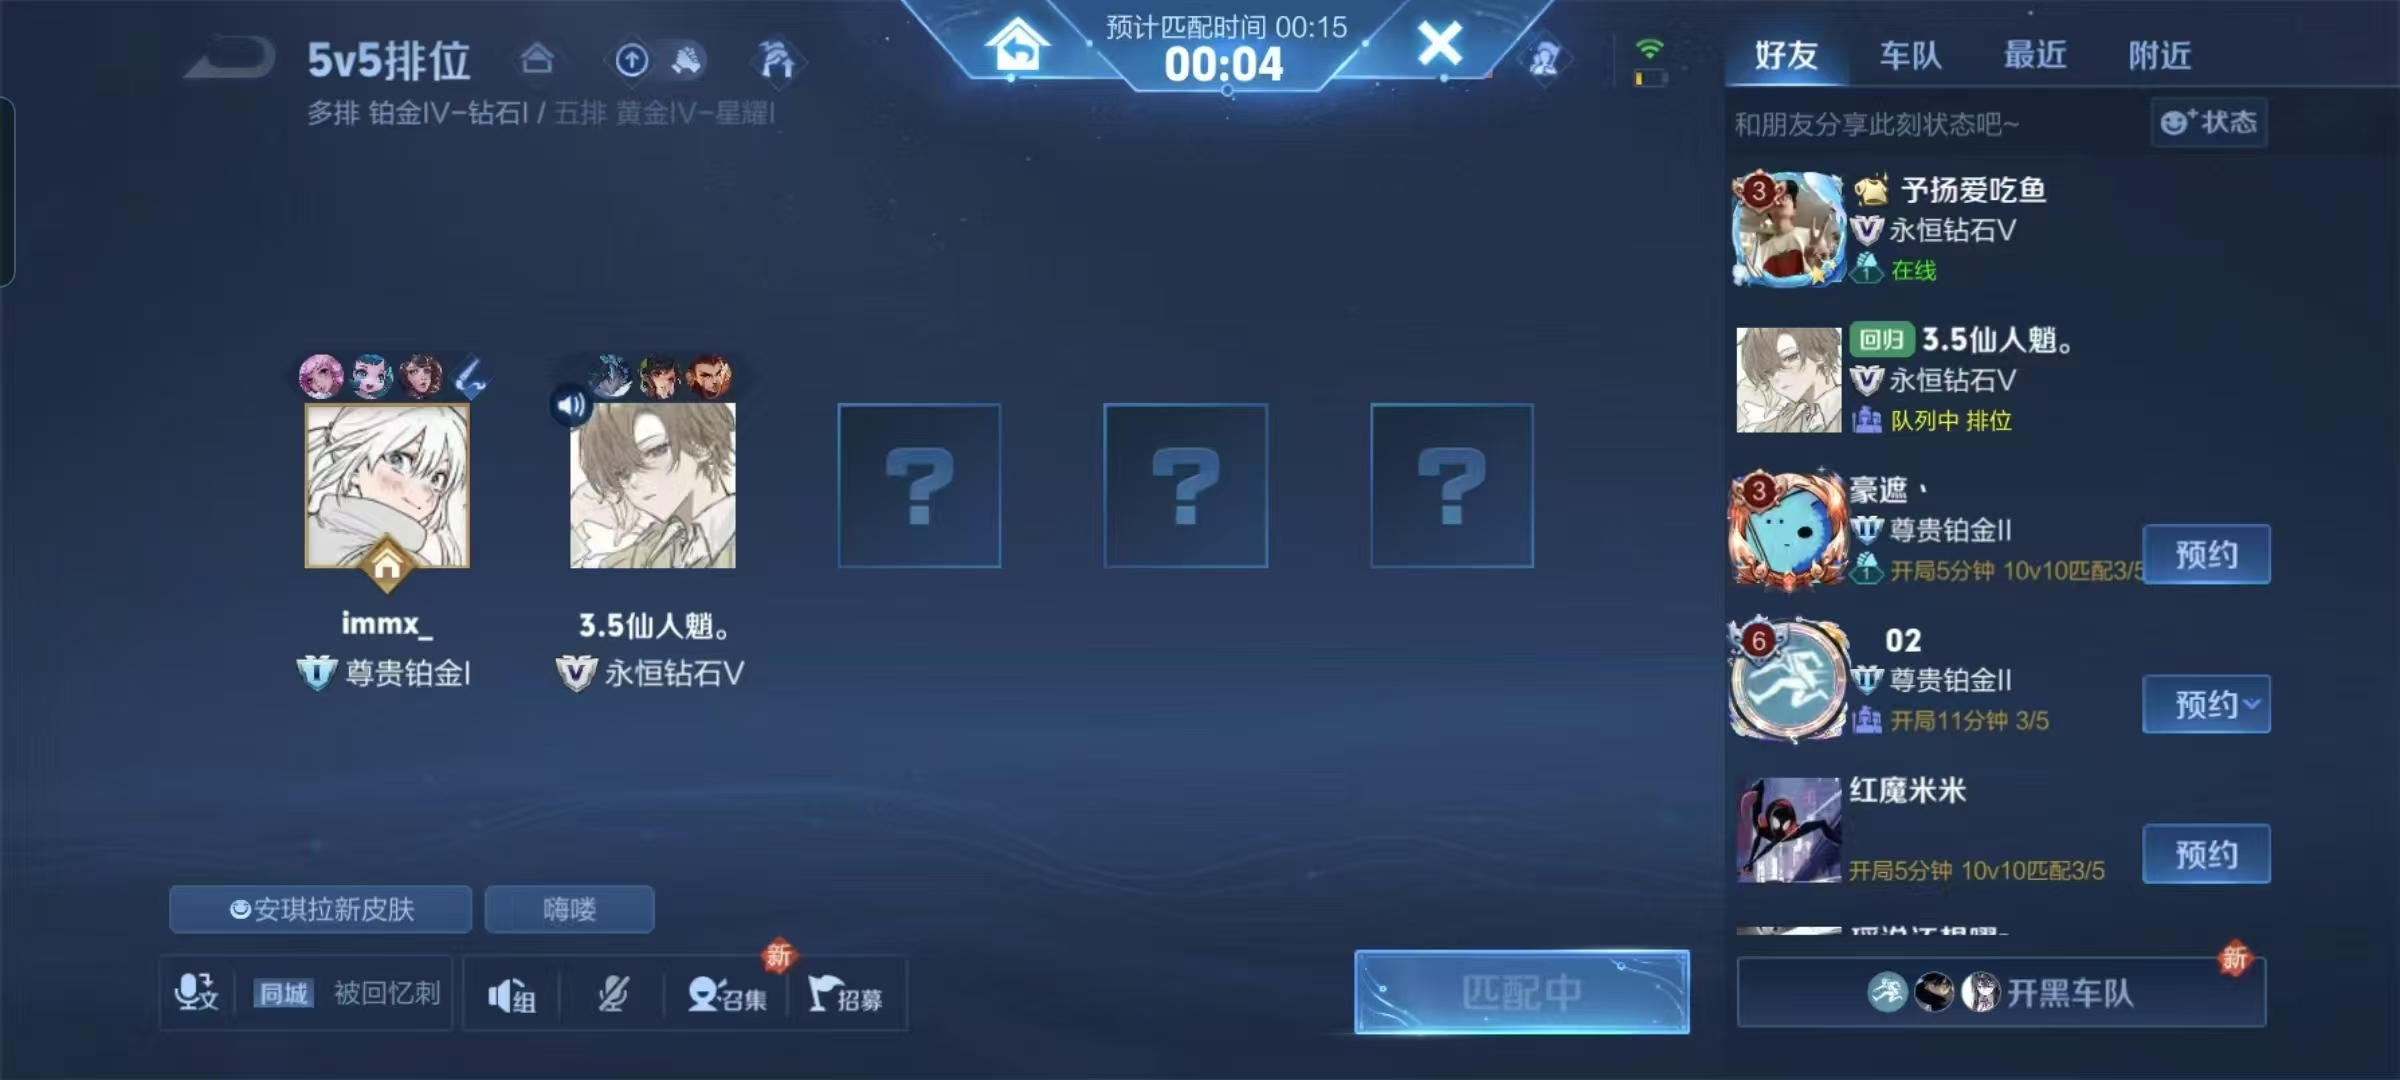 5v5排位
多排 铂金IV-钻石I / 五排 黄金IV-星耀I
预计匹配时间 00:15
00:04
immx_
尊贵铂金I
3.5仙人魈。
永恒钻石V
?
?
?
安琪拉新皮肤
嗨喽
文
同城 被回忆刺
组
召集
新
招募
匹配中
好友 车队 最近 附近
和朋友分享此刻状态吧~
状态
3
予扬爱吃鱼
永恒钻石V
1 在线
回归 3.5仙人魈。
永恒钻石V
队列中 排位
3
豪遮丶
尊贵铂金II
1 开局5分钟 10v10匹配3/5
预约
6
02
尊贵铂金II
开局11分钟 3/5
预约
红魔米米
开局5分钟 10v10匹配3/5
预约
新
开黑车队